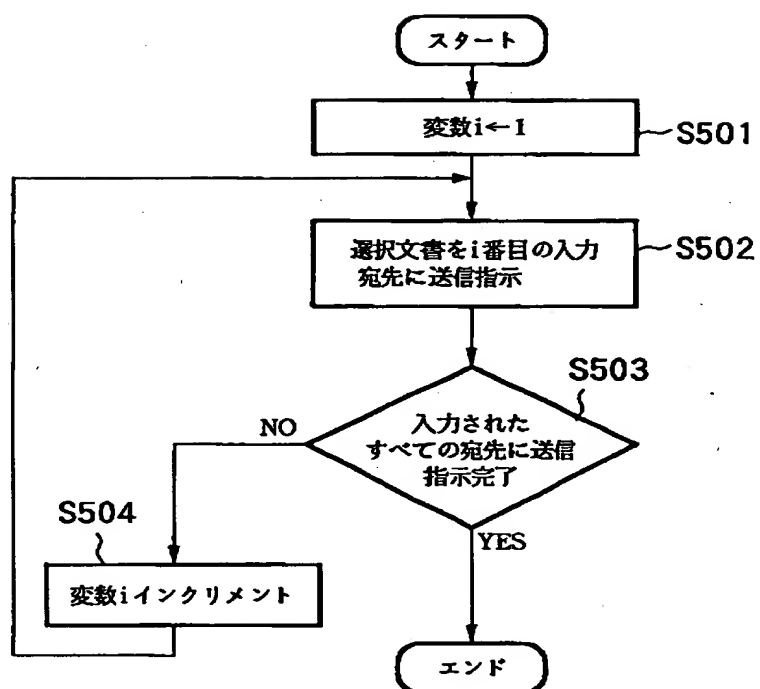 スタート
変数i←1
S501
選択文書をi番目の入力
宛先に送信指示
S502
S503
入力された
すべての宛先に送信
指示完了
NO
YES
S504
変数iインクリメント
エンド